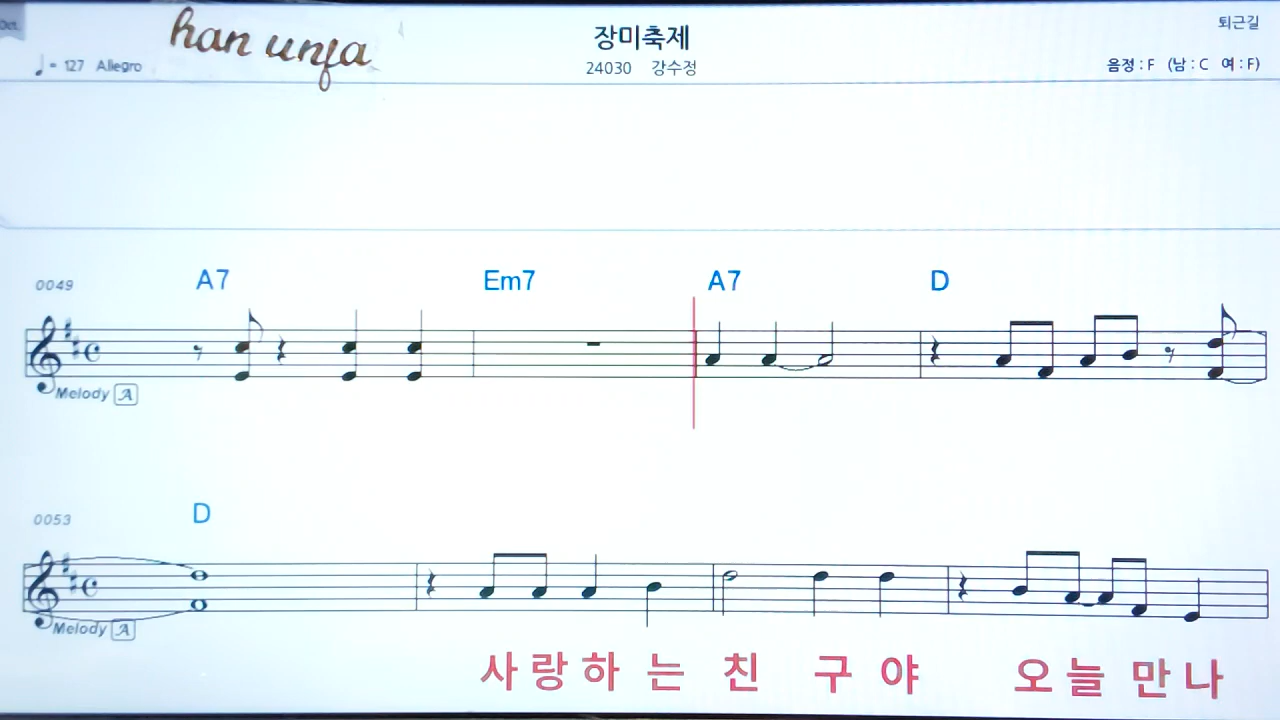 han unfa
장미축제
퇴근길
♩= 127 Allegro
24030 강수정
음정 : F (남 : C 여 : F)
0049 A7 Em7 A7 D
Melody A
0053 D
Melody A
사랑하는 친구야 오늘만나